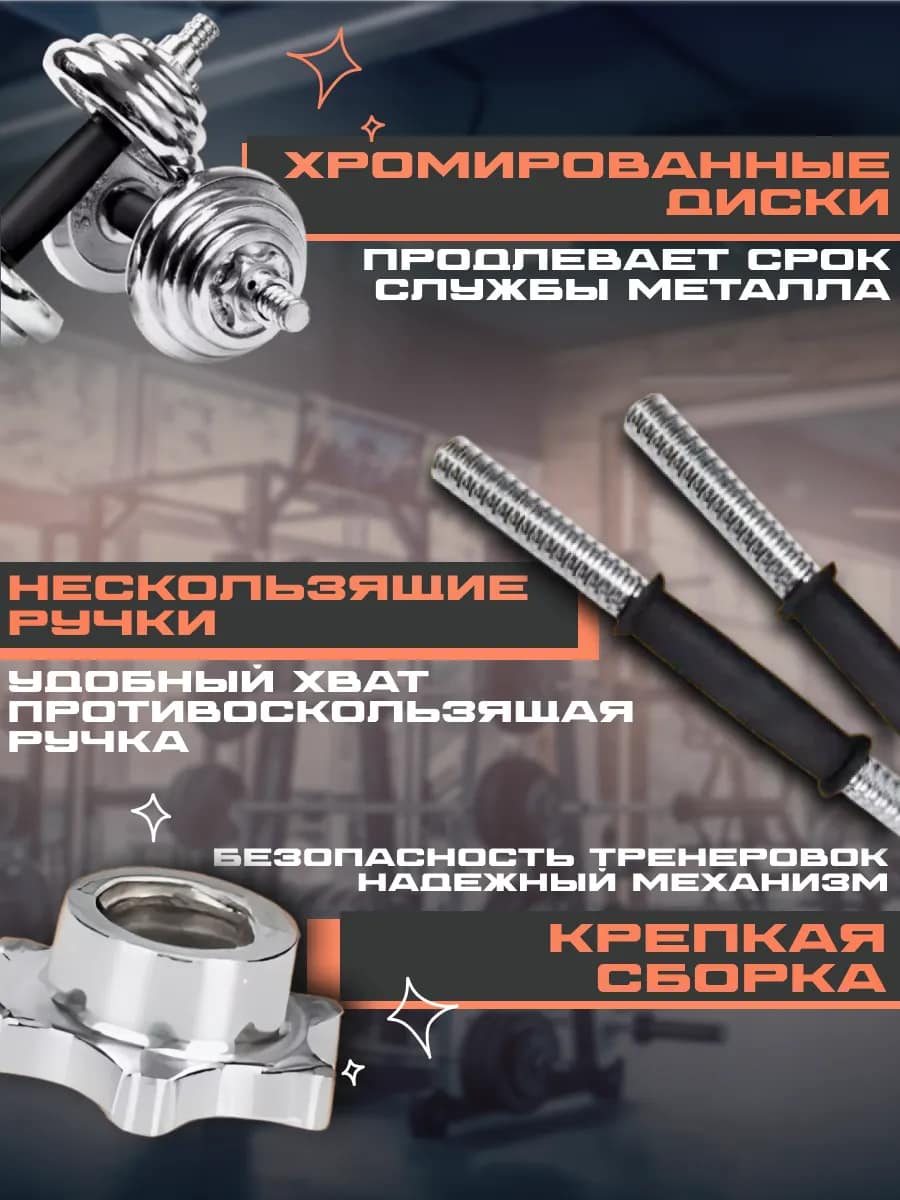 ХРОМИРОВАННЫЕ
ДИСКИ
ПРОДЛЕВАЕТ СРОК
СЛУЖБЫ МЕТАЛЛА
НЕСКОЛЬЗЯЩИЕ
РУЧКИ
УДОБНЫЙ ХВАТ
ПРОТИВОСКОЛЬЗЯЩАЯ
РУЧКА
БЕЗОПАСНОСТЬ ТРЕНЕРОВОК
НАДЕЖНЫЙ МЕХАНИЗМ
КРЕПКАЯ
СБОРКА